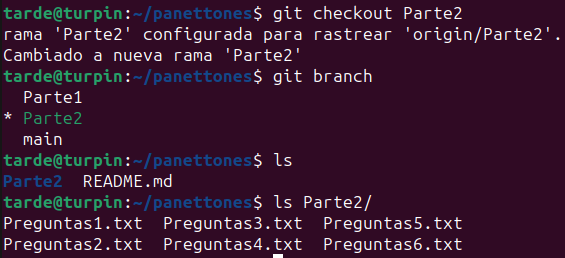 tarde@turpin:~/panettones$ git checkout Parte2
rama 'Parte2' configurada para rastrear 'origin/Parte2'.
Cambiado a nueva rama 'Parte2'
tarde@turpin:~/panettones$ git branch
  Parte1
* Parte2
  main
tarde@turpin:~/panettones$ ls
Parte2  README.md
tarde@turpin:~/panettones$ ls Parte2/
Preguntas1.txt  Preguntas3.txt  Preguntas5.txt
Preguntas2.txt  Preguntas4.txt  Preguntas6.txt